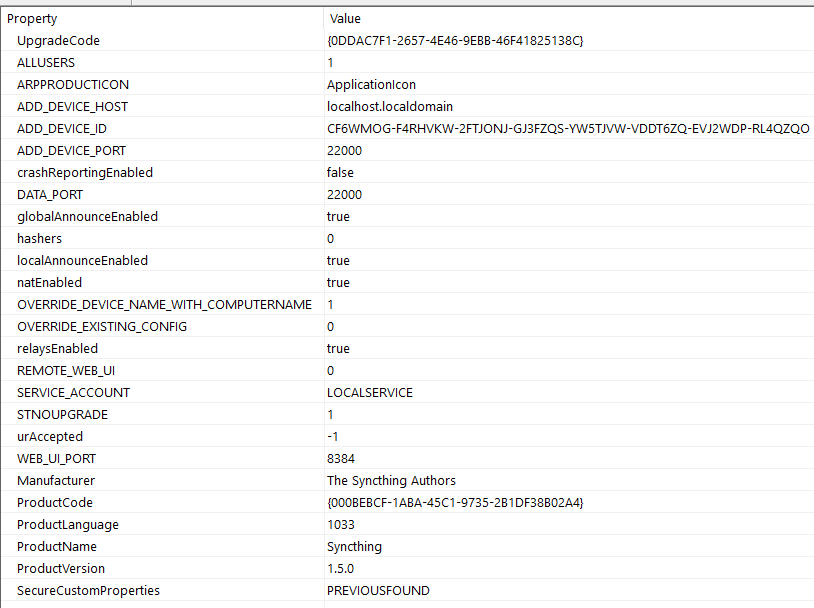 Property Value
UpgradeCode {0DDAC7F1-2657-4E46-9EBB-46F41825138C}
ALLUSERS 1
ARPPRODUCTICON ApplicationIcon
ADD_DEVICE_HOST localhost.localdomain
ADD_DEVICE_ID CF6WMOG-F4RHVKW-2FTJONJ-GJ3FZQS-YW5TJVW-VDDT6ZQ-EVJ2WDP-RL4QZQO
ADD_DEVICE_PORT 22000
crashReportingEnabled false
DATA_PORT 22000
globalAnnounceEnabled true
hashers 0
localAnnounceEnabled true
natEnabled true
OVERRIDE_DEVICE_NAME_WITH_COMPUTERNAME 1
OVERRIDE_EXISTING_CONFIG 0
relaysEnabled true
REMOTE_WEB_UI 0
SERVICE_ACCOUNT LOCALSERVICE
STNOUPGRADE 1
urAccepted -1
WEB_UI_PORT 8384
Manufacturer The Syncthing Authors
ProductCode {000BEBCF-1ABA-45C1-9735-2B1DF38B02A4}
ProductLanguage 1033
ProductName Syncthing
ProductVersion 1.5.0
SecureCustomProperties PREVIOUSFOUND